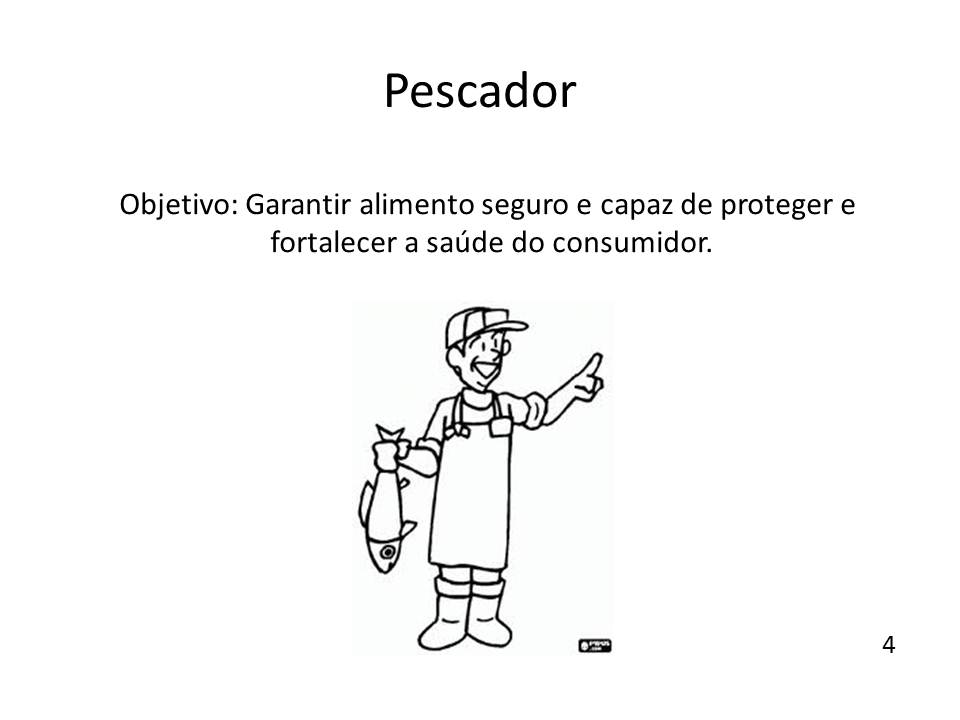 Pescador
Objetivo: Garantir alimento seguro e capaz de proteger e
fortalecer a saúde do consumidor.
4